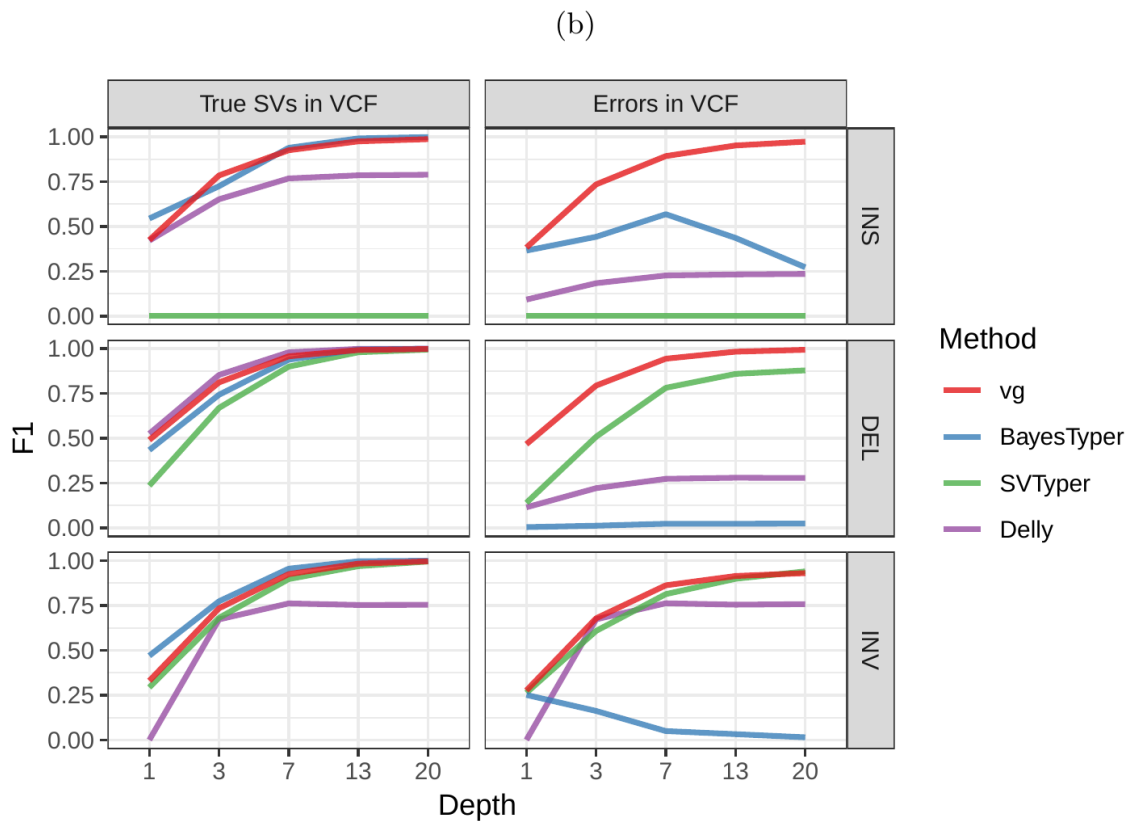 (b)
True SVs in VCF
Errors in VCF
1.00
0.75
0.50
0.25
0.00
INS
1.00
0.75
0.50
0.25
0.00
DEL
1.00
0.75
0.50
0.25
0.00
INV
F1
1 3 7 13 20
1 3 7 13 20
Depth
Method
vg
BayesTyper
SVTyper
Delly